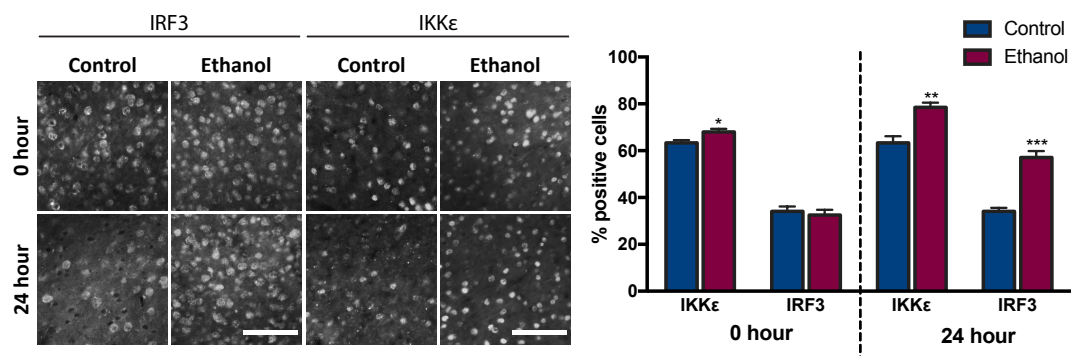 IRF3 IKKε
Control Ethanol Control Ethanol
0 hour
24 hour
Control
Ethanol
% positive cells
100
80
60
40
20
0
* ** ***
IKKε IRF3 IKKε IRF3
0 hour 24 hour